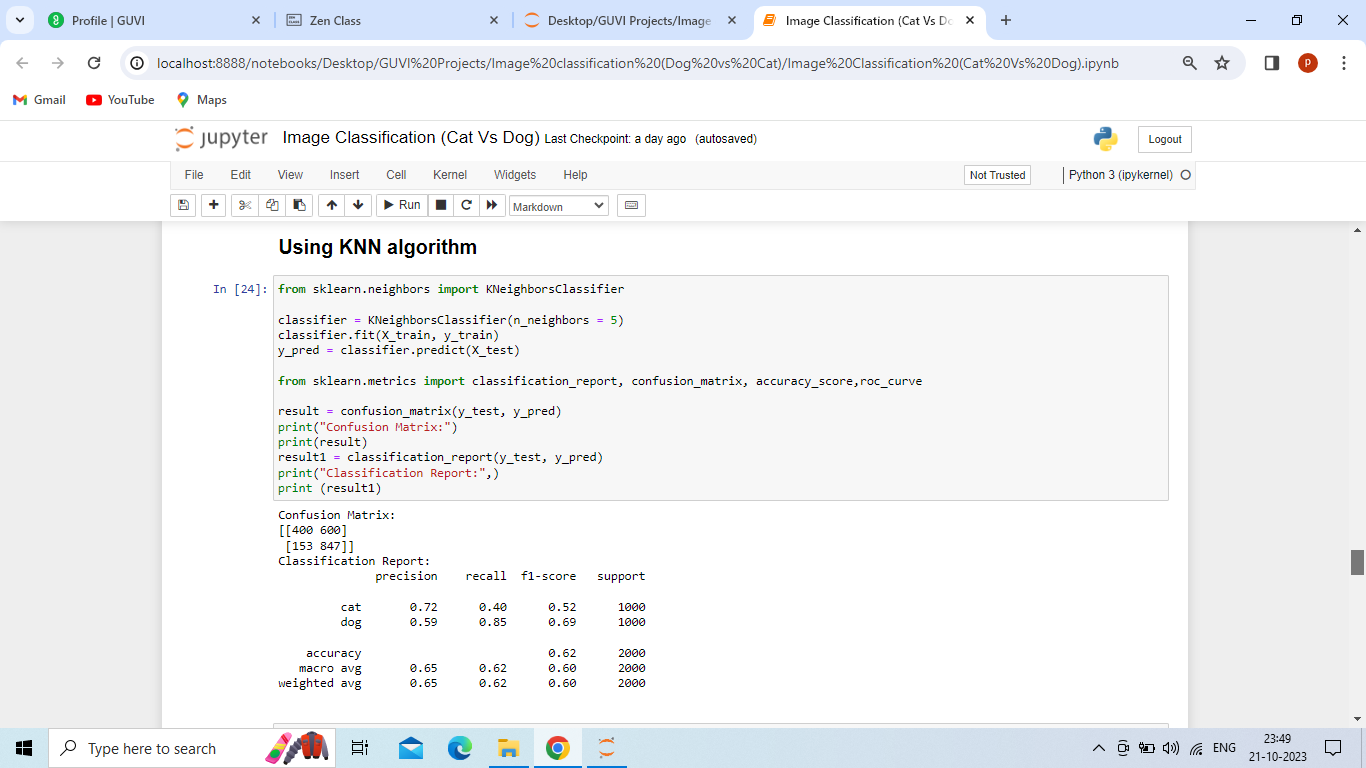 Profile | GUVI
Zen Class
Desktop/GUVI Projects/Image
Image Classification (Cat Vs Do
localhost:8888/notebooks/Desktop/GUVI%20Projects/Image%20classification%20(Dog%20vs%20Cat)/Image%20Classification%20(Cat%20Vs%20Dog).ipynb
P
Gmail
YouTube
Maps
jupyter Image Classification (Cat Vs Dog) Last Checkpoint: a day ago (autosaved)
Logout
File Edit View Insert Cell Kernel Widgets Help
Not Trusted
Python 3 (ipykernel)
Run
Markdown
Using KNN algorithm
In [24]:
from sklearn.neighbors import KNeighborsClassifier
classifier = KNeighborsClassifier(n_neighbors = 5)
classifier.fit(X_train, y_train)
y_pred = classifier.predict(X_test)
from sklearn.metrics import classification_report, confusion_matrix, accuracy_score,roc_curve
result = confusion_matrix(y_test, y_pred)
print("Confusion Matrix:")
print(result)
result1 = classification_report(y_test, y_pred)
print("Classification Report:",)
print (result1)
Confusion Matrix:
[[400 600]
[153 847]]
Classification Report:
precision recall f1-score support
cat 0.72 0.40 0.52 1000
dog 0.59 0.85 0.69 1000
accuracy 0.62 2000
macro avg 0.65 0.62 0.60 2000
weighted avg 0.65 0.62 0.60 2000
Type here to search
ENG
23:49
21-10-2023